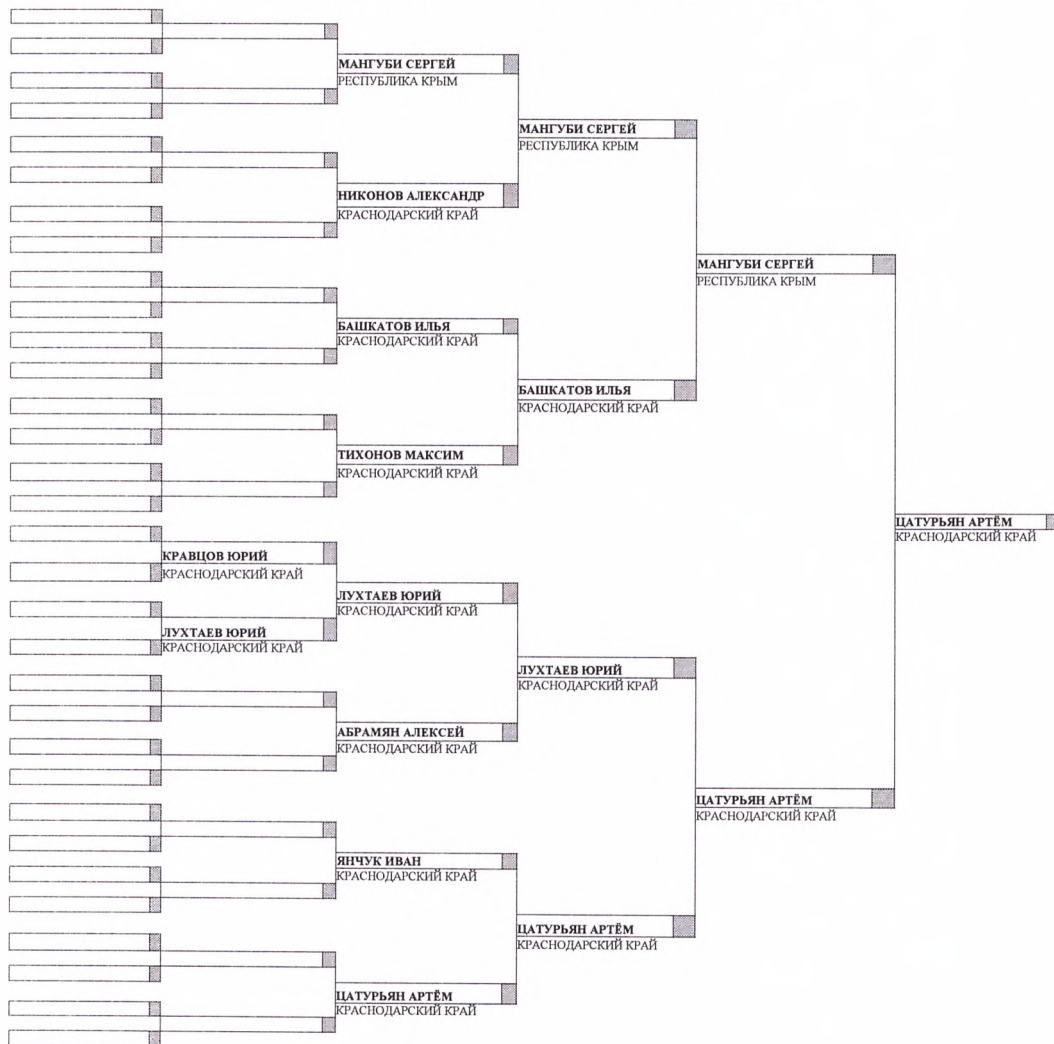 МАНГУБИ СЕРГЕЙ
РЕСПУБЛИКА КРЫМ
МАНГУБИ СЕРГЕЙ
РЕСПУБЛИКА КРЫМ
НИКОНОВ АЛЕКСАНДР
КРАСНОДАРСКИЙ КРАЙ
МАНГУБИ СЕРГЕЙ
РЕСПУБЛИКА КРЫМ
БАШКАТОВ ИЛЬЯ
КРАСНОДАРСКИЙ КРАЙ
БАШКАТОВ ИЛЬЯ
КРАСНОДАРСКИЙ КРАЙ
ТИХОНОВ МАКСИМ
КРАСНОДАРСКИЙ КРАЙ
ЦАТУРЬЯН АРТЁМ
КРАСНОДАРСКИЙ КРАЙ
КРАВЦОВ ЮРИЙ
КРАСНОДАРСКИЙ КРАЙ
ЛУХТАЕВ ЮРИЙ
КРАСНОДАРСКИЙ КРАЙ
ЛУХТАЕВ ЮРИЙ
КРАСНОДАРСКИЙ КРАЙ
ЛУХТАЕВ ЮРИЙ
КРАСНОДАРСКИЙ КРАЙ
АБРАМЯН АЛЕКСЕЙ
КРАСНОДАРСКИЙ КРАЙ
ЦАТУРЬЯН АРТЁМ
КРАСНОДАРСКИЙ КРАЙ
ЯНЧУК ИВАН
КРАСНОДАРСКИЙ КРАЙ
ЦАТУРЬЯН АРТЁМ
КРАСНОДАРСКИЙ КРАЙ
ЦАТУРЬЯН АРТЁМ
КРАСНОДАРСКИЙ КРАЙ